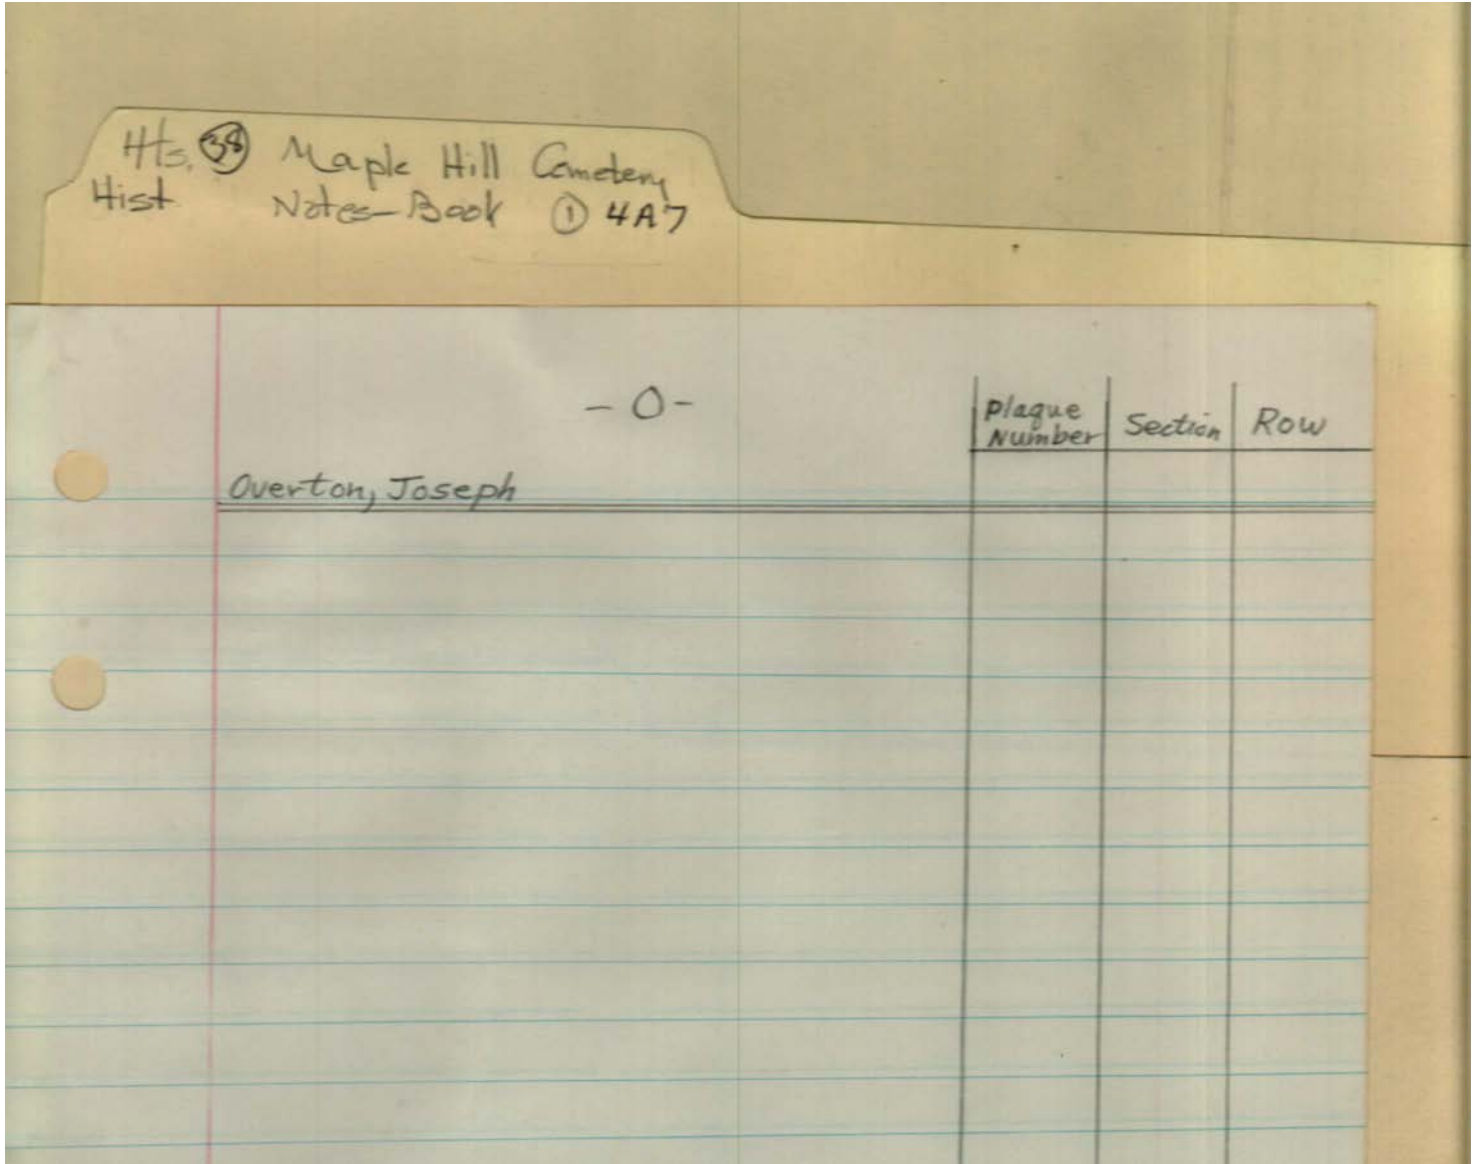 Hts. 38 Maple Hill Cemetery
Hist Notes-Book 1 4A7
- O -
Plaque Number Section Row
Overton, Joseph